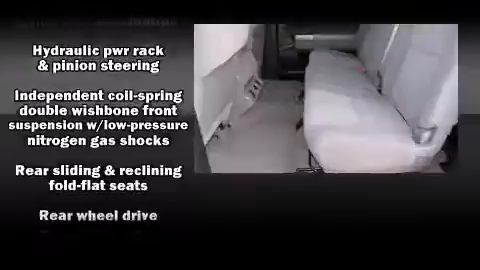 Hydraulic pwr rack
& pinion steering
Independent coil-spring
double wishbone front
suspension w/low-pressure
nitrogen gas shocks
Rear sliding & reclining
fold-flat seats
Rear wheel drive